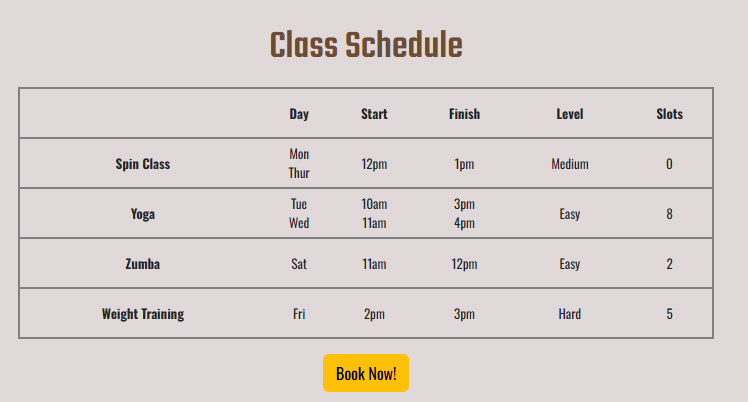 Class Schedule
Day Start Finish Level Slots
Spin Class Mon Thur 12pm 1pm Medium 0
Yoga Tue Wed 10am 11am 3pm 4pm Easy 8
Zumba Sat 11am 12pm Easy 2
Weight Training Fri 2pm 3pm Hard 5
Book Now!